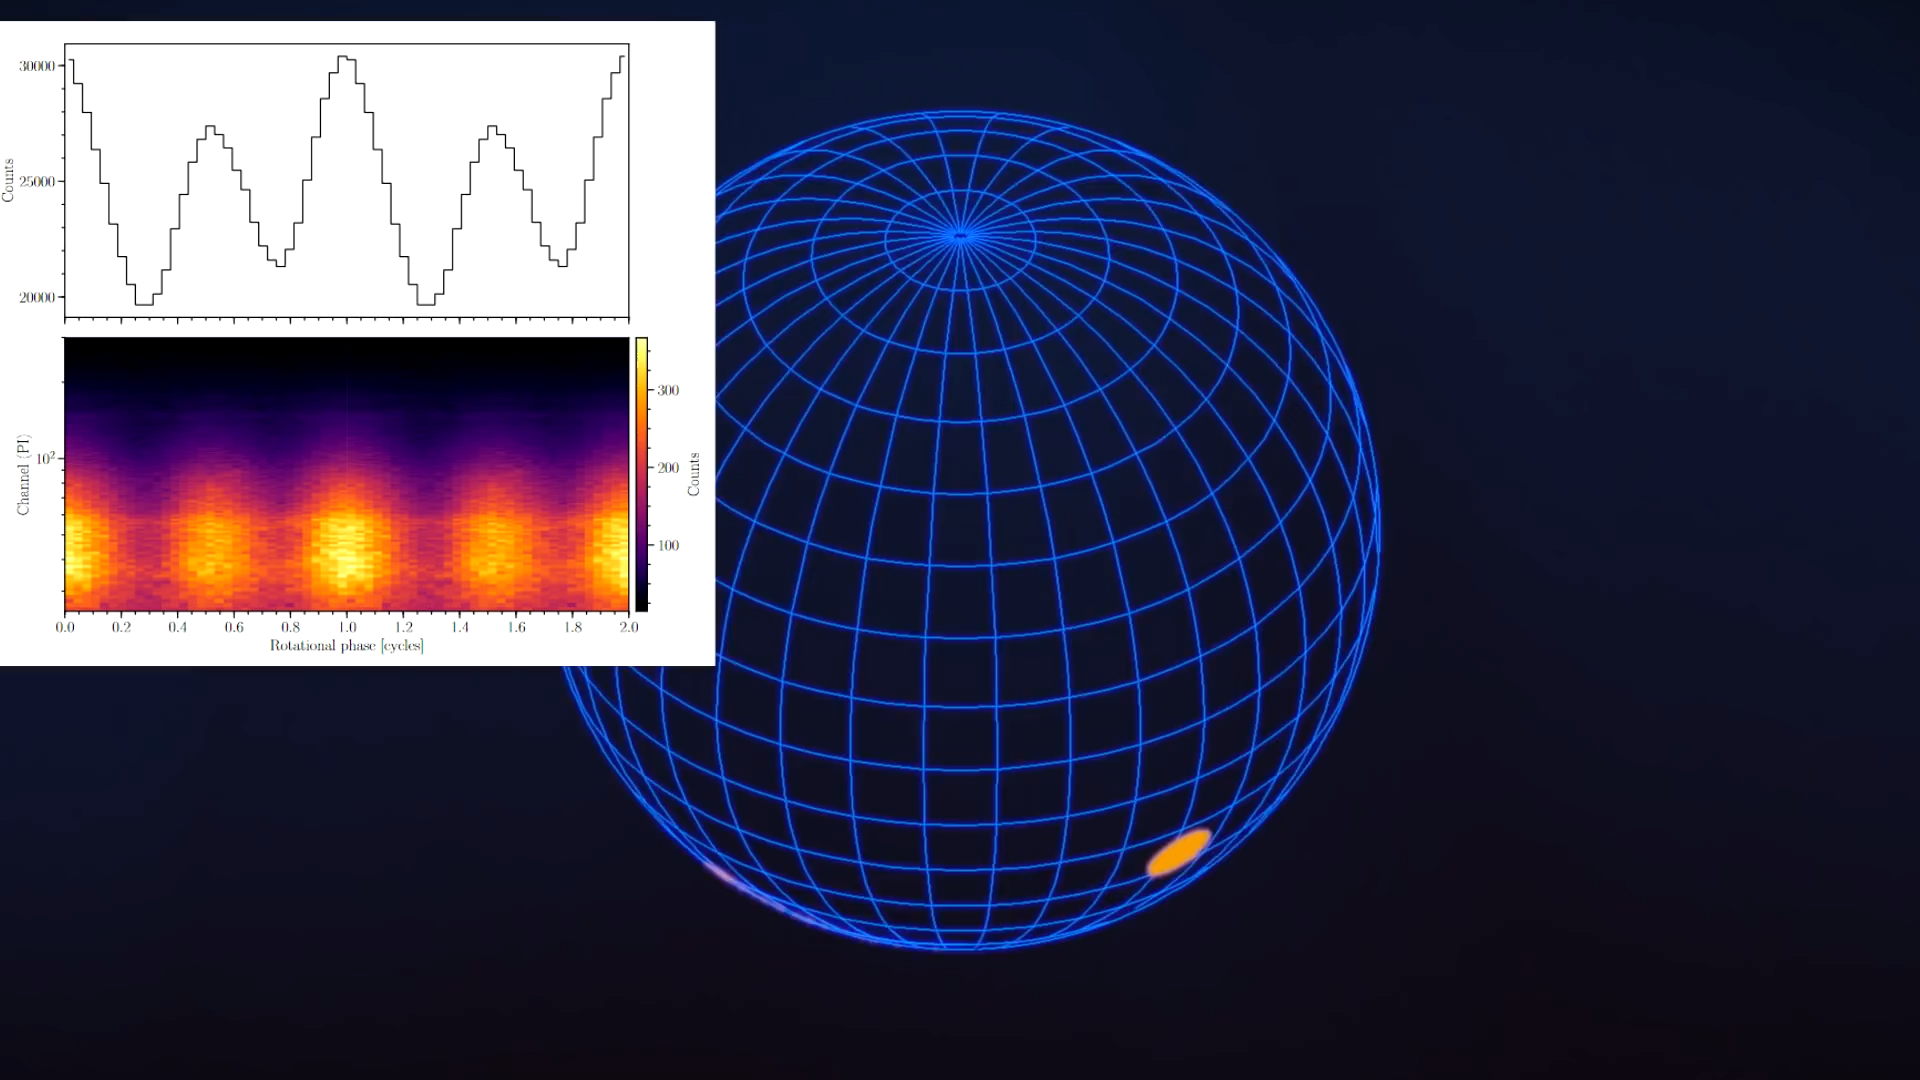 30000
25000
20000
Counts
10²
Channel (PI)
300
200
100
Counts
0.0 0.2 0.4 0.6 0.8 1.0 1.2 1.4 1.6 1.8 2.0
Rotational phase [cycles]